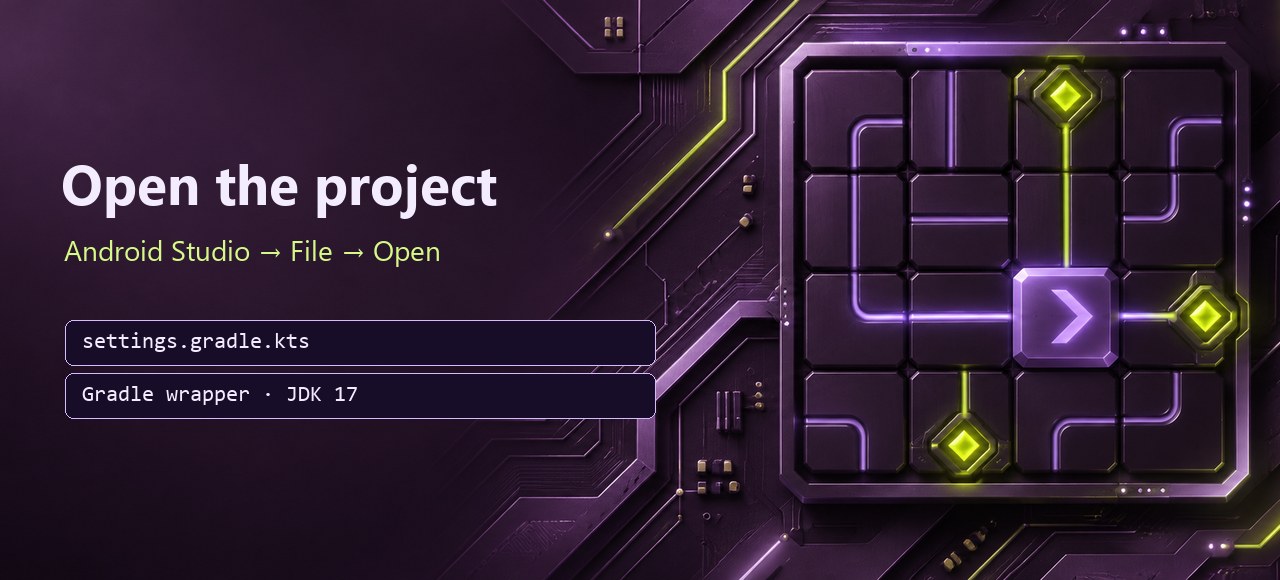 Open the project
Android Studio → File → Open
settings.gradle.kts
Gradle wrapper · JDK 17